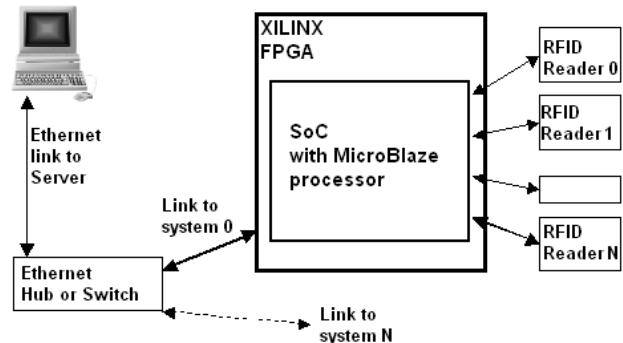 XILINX
FPGA
SoC
with MicroBlaze
processor
RFID
Reader 0
RFID
Reader 1
RFID
Reader N
Ethernet
link to
Server
Link to
system 0
Ethernet
Hub or Switch
Link to
system N